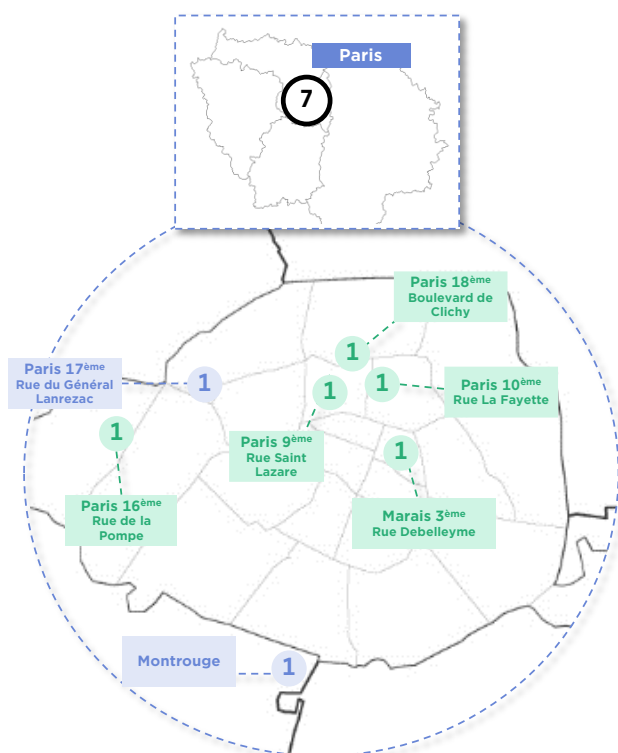 Paris
7
Paris 18ème
Boulevard de
Clichy
1
Paris 17ème
Rue du Général
Lanrezac
1
1
1
Paris 10ème
Rue La Fayette
1
Paris 9ème
Rue Saint
Lazare
1
Paris 16ème
Rue de la
Pompe
Marais 3ème
Rue Debelleyme
Montrouge
1